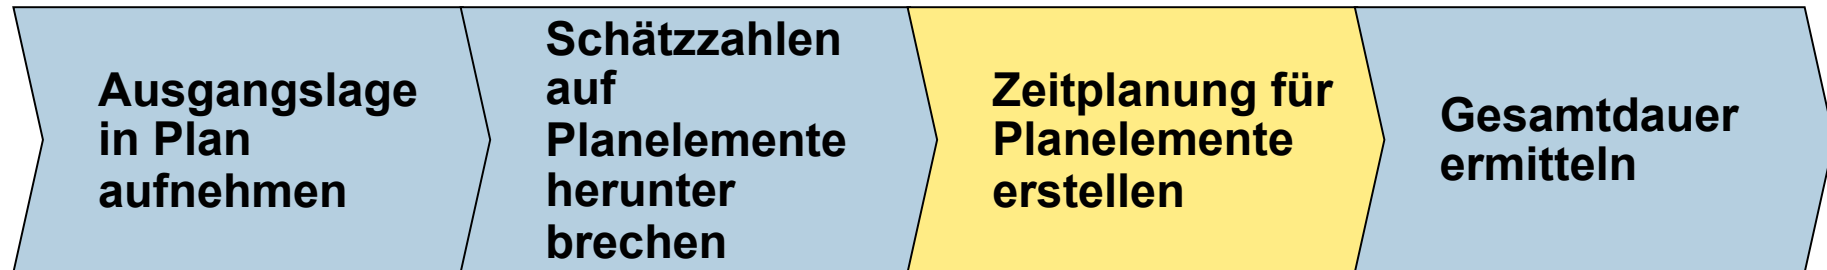 Ausgangslage
in Plan
aufnehmen
Schätzzahlen
auf
Planelemente
herunter
brechen
Zeitplanung für
Planelemente
erstellen
Gesamtdauer
ermitteln